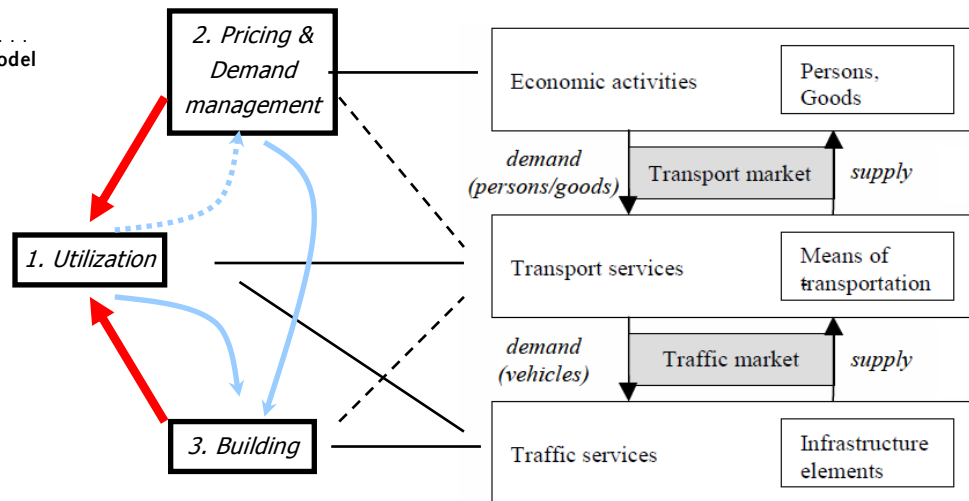 . . .
odel
2. Pricing &
Demand
management
1. Utilization
3. Building
Economic activities
Persons,
Goods
demand
(persons/goods)
Transport market
supply
Transport services
Means of
transportation
demand
(vehicles)
Traffic market
supply
Traffic services
Infrastructure
elements